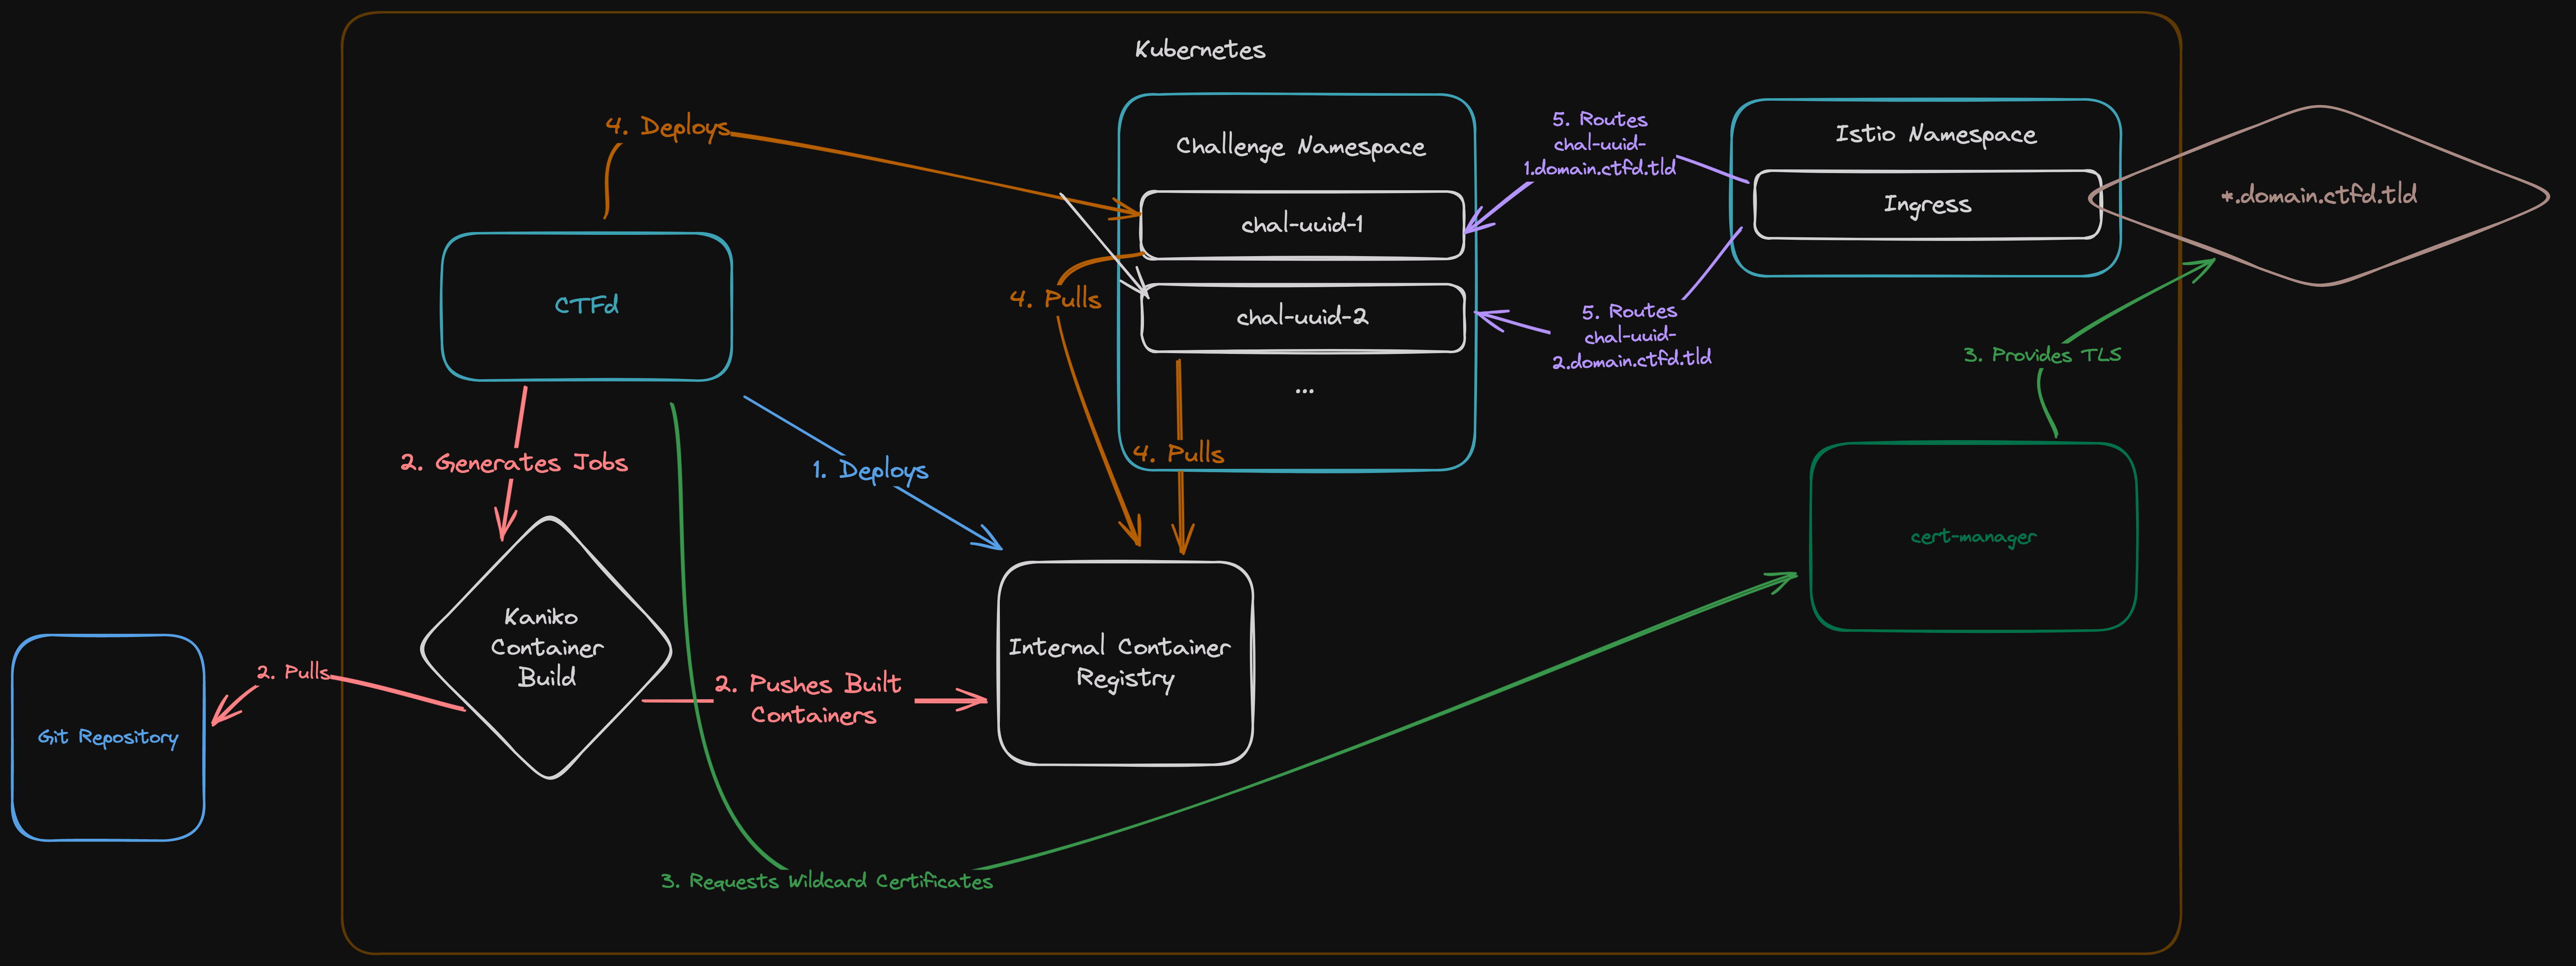 Kubernetes
4. Deploys
Challenge Namespace
5. Routes
chal-uuid-
1.domain.ctfd.tld
Istio Namespace
Ingress
*.domain.ctfd.tld
chal-uuid-1
CTFd
4. Pulls
chal-uuid-2
5. Routes
chal-uuid-
2.domain.ctfd.tld
3. Provides TLS
...
2. Generates Jobs
1. Deploys
4. Pulls
cert-manager
Kaniko
Container
Build
Internal Container
Registry
2. Pulls
2. Pushes Built
Containers
Git Repository
3. Requests Wildcard Certificates